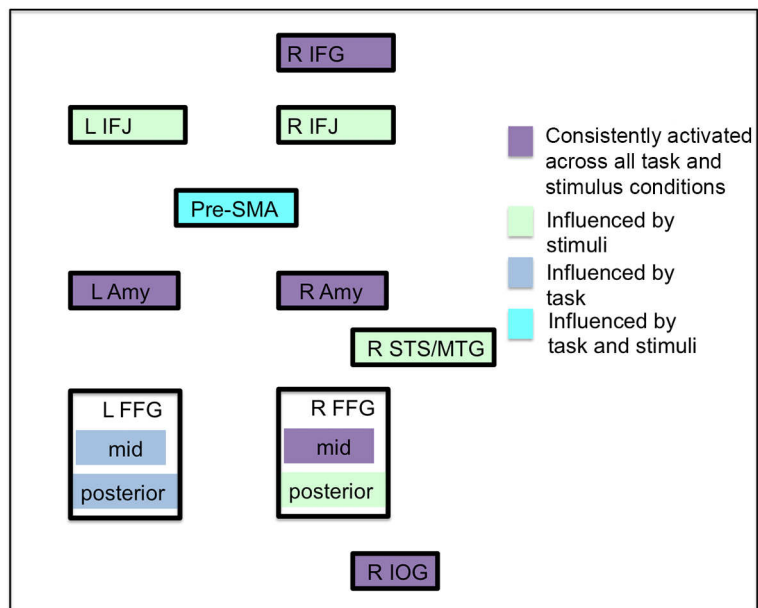 R IFG
L IFJ
R IFJ
Pre-SMA
L Amy
R Amy
R STS/MTG
L FFG
mid
posterior
R FFG
mid
posterior
R IOG
Consistently activated
across all task and
stimulus conditions
Influenced by
stimuli
Influenced by
task
Influenced by
task and stimuli